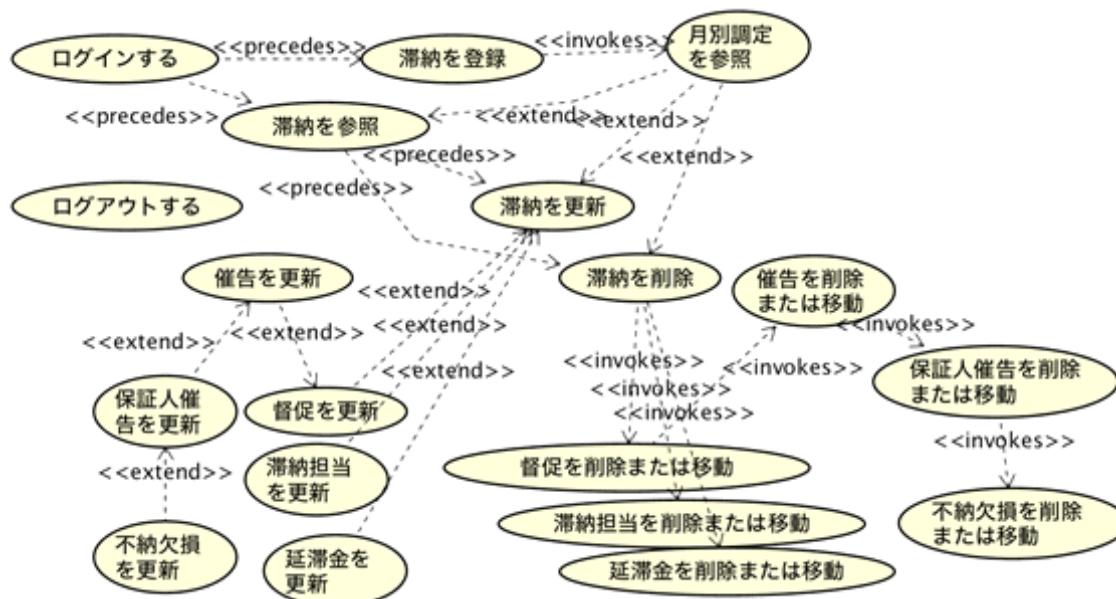 ログインする
<<precedes>>
滞納を登録
<<invokes>>
月別調定
を参照
<<precedes>>
滞納を参照
<<extend>>
<<extend>>
<<precedes>>
<<extend>>
<<precedes>>
ログアウトする
滞納を更新
催告を更新
滞納を削除
催告を削除
または移動
<<extend>>
<<extend>>
<<extend>>
<<extend>>
<<invokes>>
<<extend>>
<<invokes>>
<<invokes>>
<<invokes>>
<<invokes>>
保証人催告を削除
または移動
保証人催
告を更新
督促を更新
<<extend>>
<<invokes>>
滞納担当
を更新
督促を削除または移動
不納欠損
を更新
延滞金を
更新
滞納担当を削除または移動
延滞金を削除または移動
不納欠損を削除
または移動